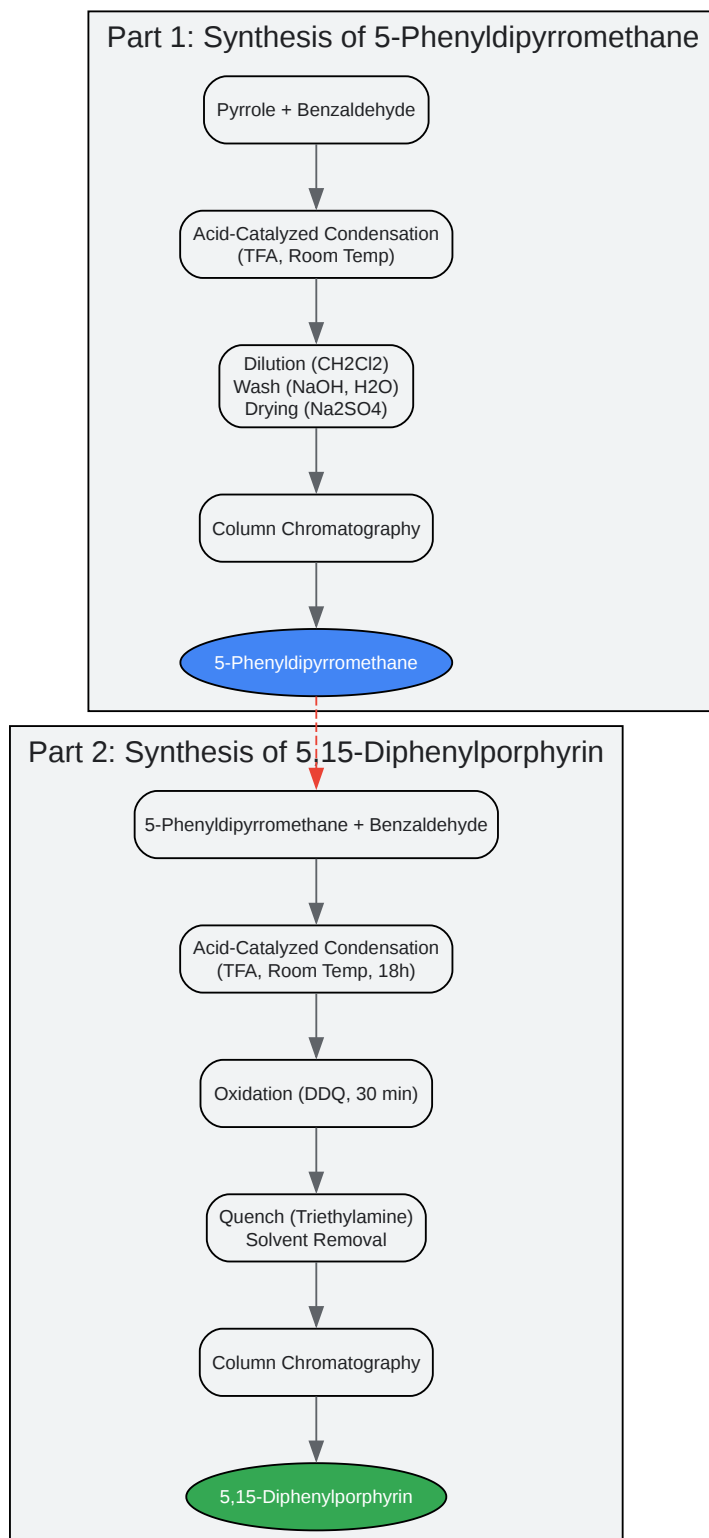 Part 1: Synthesis of 5-Phenyldipyrromethane
Pyrrole + Benzaldehyde
Acid-Catalyzed Condensation
(TFA, Room Temp)
Dilution (CH2Cl2)
Wash (NaOH, H2O)
Drying (Na2SO4)
Column Chromatography
5-Phenyldipyrromethane
Part 2: Synthesis of 5,15-Diphenylporphyrin
5-Phenyldipyrromethane + Benzaldehyde
Acid-Catalyzed Condensation
(TFA, Room Temp, 18h)
Oxidation (DDQ, 30 min)
Quench (Triethylamine)
Solvent Removal
Column Chromatography
5,15-Diphenylporphyrin